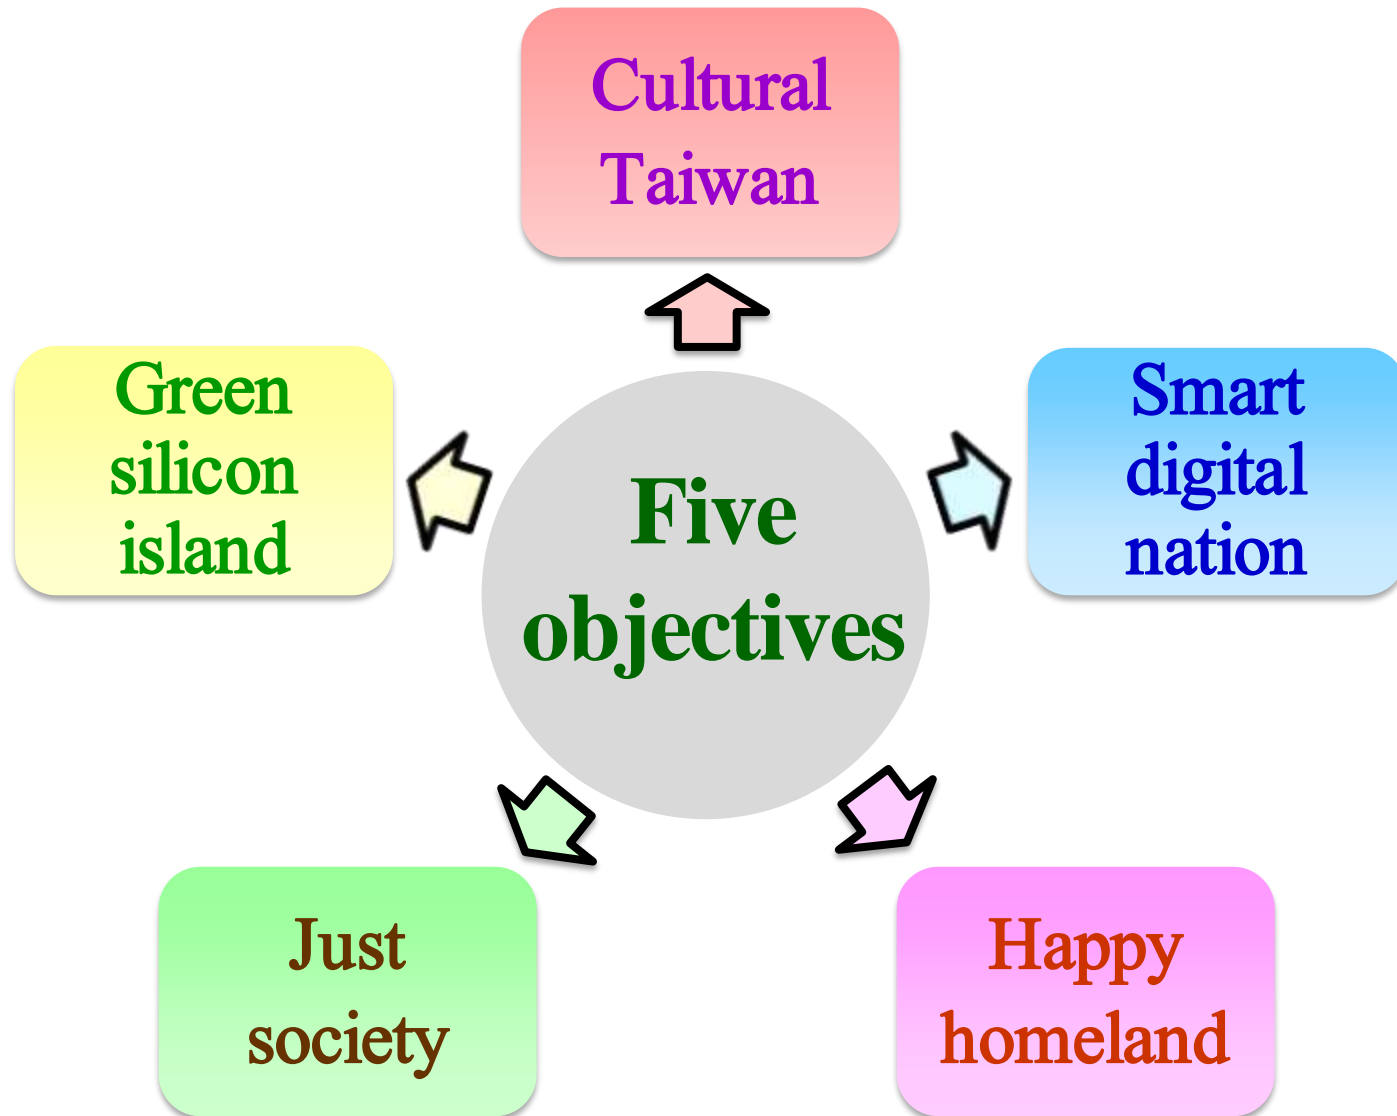 Cultural
Taiwan
Green
silicon
island
Smart
digital
nation
Five
objectives
Just
society
Happy
homeland